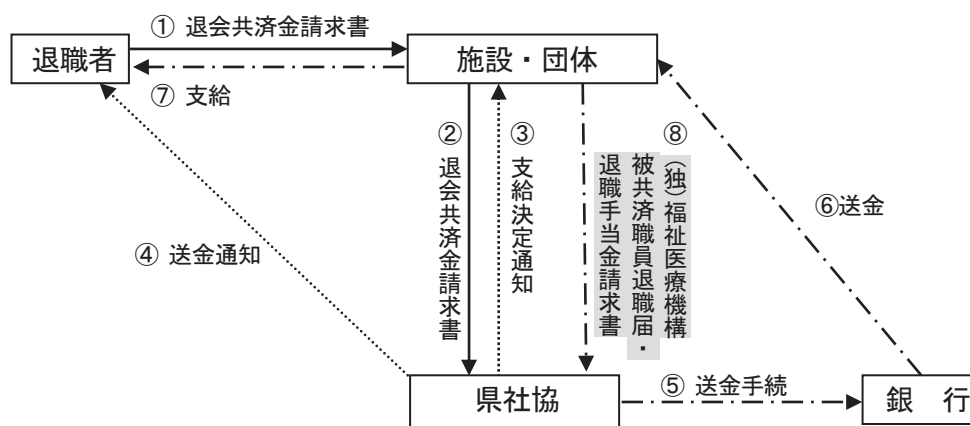 ① 退会共済金請求書
退職者
施設・団体
⑦ 支給
② 退会共済金請求書
③ 支給決定通知
⑧ (独)福祉医療機構
被共済職員退職届・
退職手当金請求書
⑥送金
④ 送金通知
県社協
⑤ 送金手続
銀 行